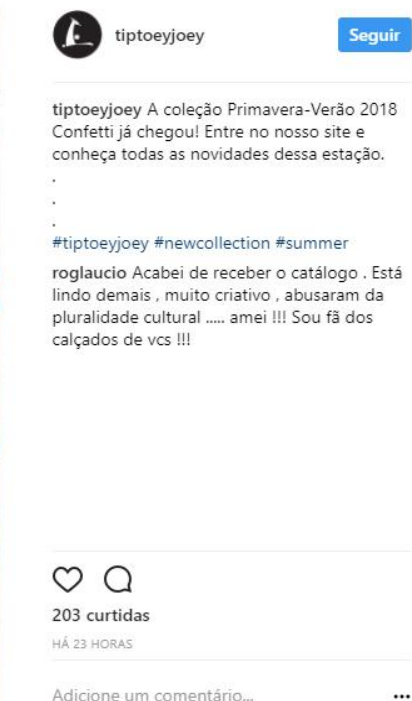 tiptoeyjoey
Seguir
tiptoeyjoey A coleção Primavera-Verão 2018
Confetti já chegou! Entre no nosso site e
conheça todas as novidades dessa estação.
.
.
.
#tiptoeyjoey #newcollection #summer
roglaucio Acabei de receber o catálogo . Está
lindo demais , muito criativo , abusaram da
pluralidade cultural ..... amei !!! Sou fã dos
calçados de vcs !!!
203 curtidas
HÁ 23 HORAS
Adicione um comentário...